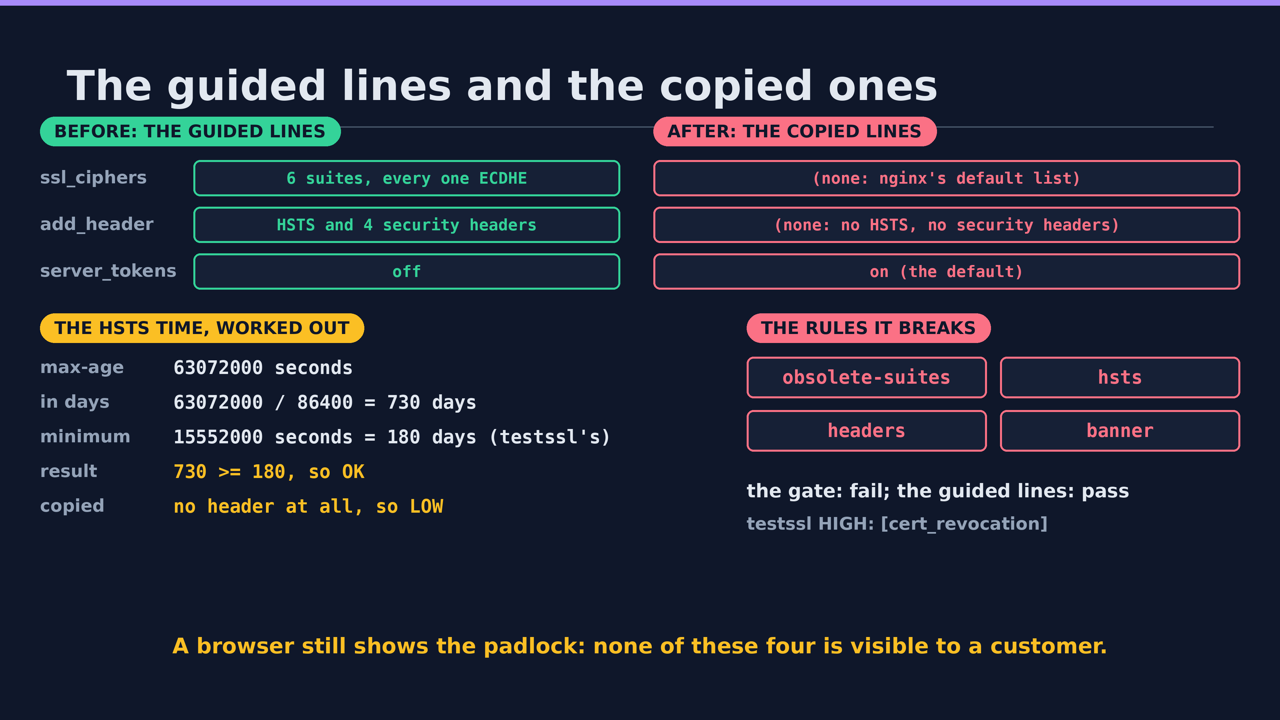 The guided lines and the copied ones
BEFORE: THE GUIDED LINES
AFTER: THE COPIED LINES
ssl_ciphers
6 suites, every one ECDHE
(none: nginx's default list)
add_header
HSTS and 4 security headers
(none: no HSTS, no security headers)
server_tokens
off
on (the default)
THE HSTS TIME, WORKED OUT
max-age 63072000 seconds
in days 63072000 / 86400 = 730 days
minimum 15552000 seconds = 180 days (testssl's)
result 730 >= 180, so OK
copied no header at all, so LOW
THE RULES IT BREAKS
obsolete-suites
hsts
headers
banner
the gate: fail; the guided lines: pass
testssl HIGH: [cert_revocation]
A browser still shows the padlock: none of these four is visible to a customer.